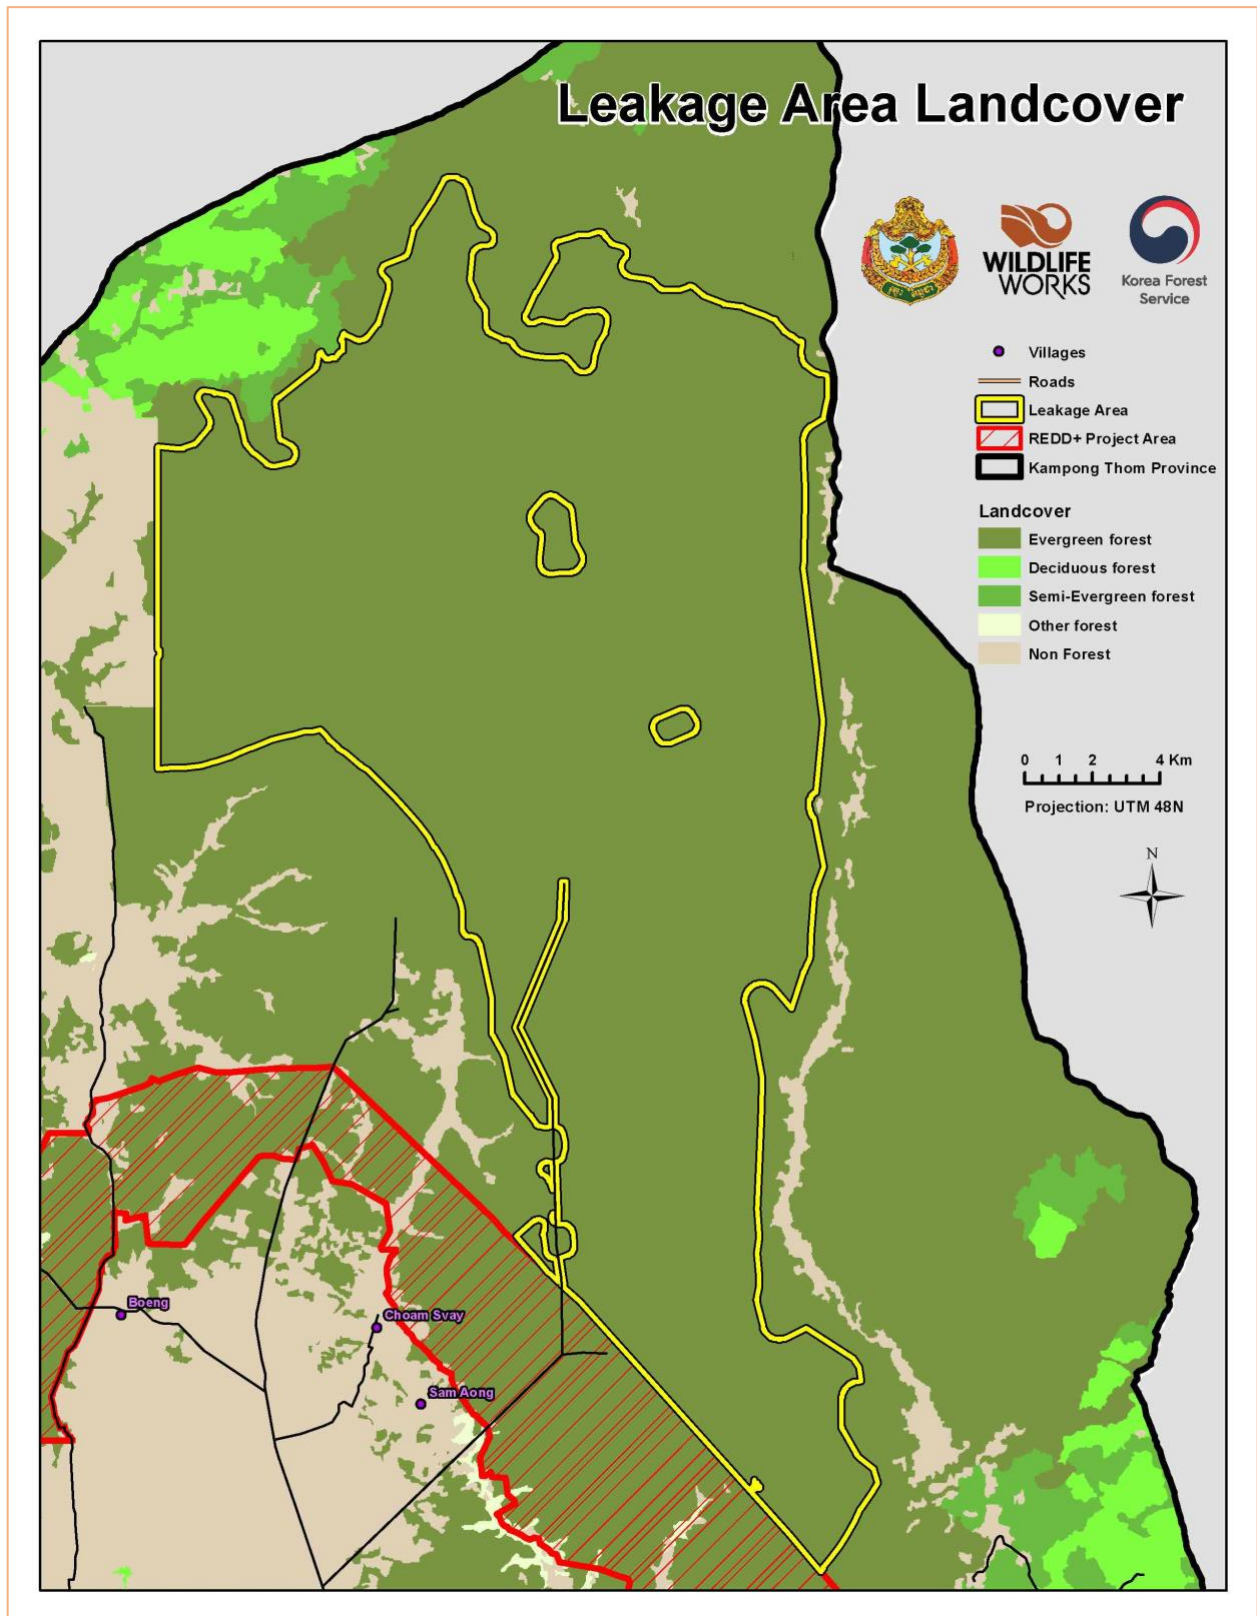 Leakage Area Landcover
WILDLIFE
WORKS
Korea Forest
Service
Villages
Roads
Leakage Area
REDD+ Project Area
Kampong Thom Province
Landcover
Evergreen forest
Deciduous forest
Semi-Evergreen forest
Other forest
Non Forest
0 1 2 4 Km
Projection: UTM 48N
N
Boeng
Choam Svay
Sam Aong